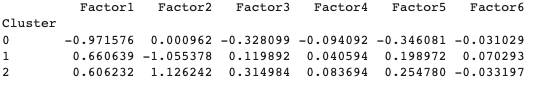 Factor1 Factor2 Factor3 Factor4 Factor5 Factor6
Cluster
0 -0.971576 0.000962 -0.328099 -0.094092 -0.346081 -0.031029
1 0.660639 -1.055378 0.119892 0.040594 0.198972 0.070293
2 0.606232 1.126242 0.314984 0.083694 0.254780 -0.033197